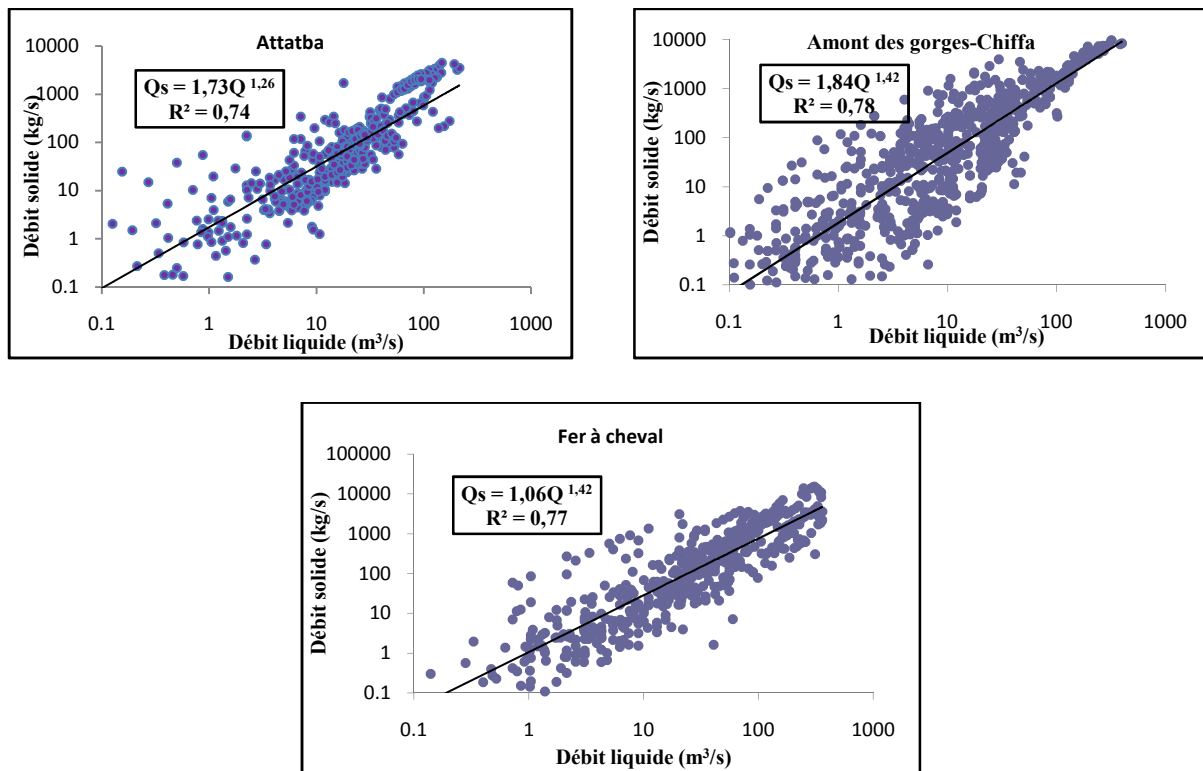 Attatba
Qs = 1,73Q 1,26
R² = 0,74
Débit solide (kg/s)
10000
1000
100
10
1
0.1
0.1 1 10 100 1000
Débit liquide (m³/s)
Amont des gorges-Chiffa
Qs = 1,84Q 1,42
R² = 0,78
Débit solide (kg/s)
10000
1000
100
10
1
0.1
0.1 1 10 100 1000
Débit liquide (m³/s)
Fer à cheval
Qs = 1,06Q 1,42
R² = 0,77
Débit solide (kg/s)
100000
10000
1000
100
10
1
0.1
0.1 1 10 100 1000
Débit liquide (m³/s)